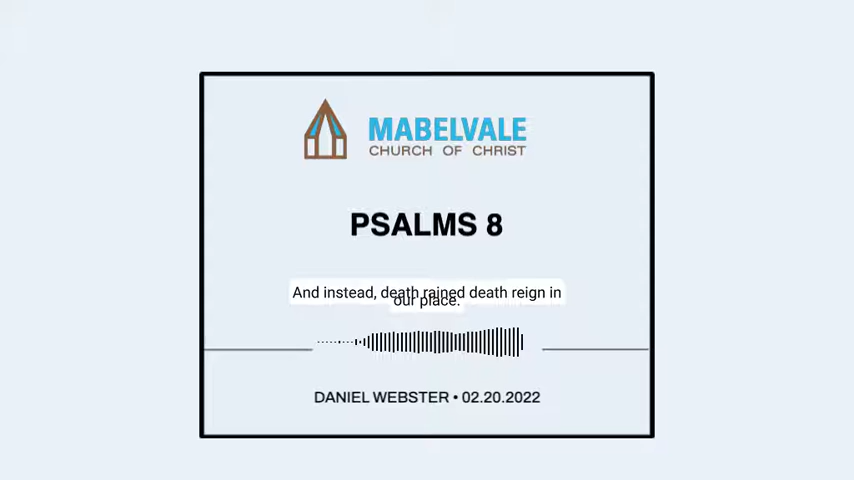 MABELVALE
CHURCH OF CHRIST
PSALMS 8
And instead, death rained death reign in
our place.
DANIEL WEBSTER • 02.20.2022